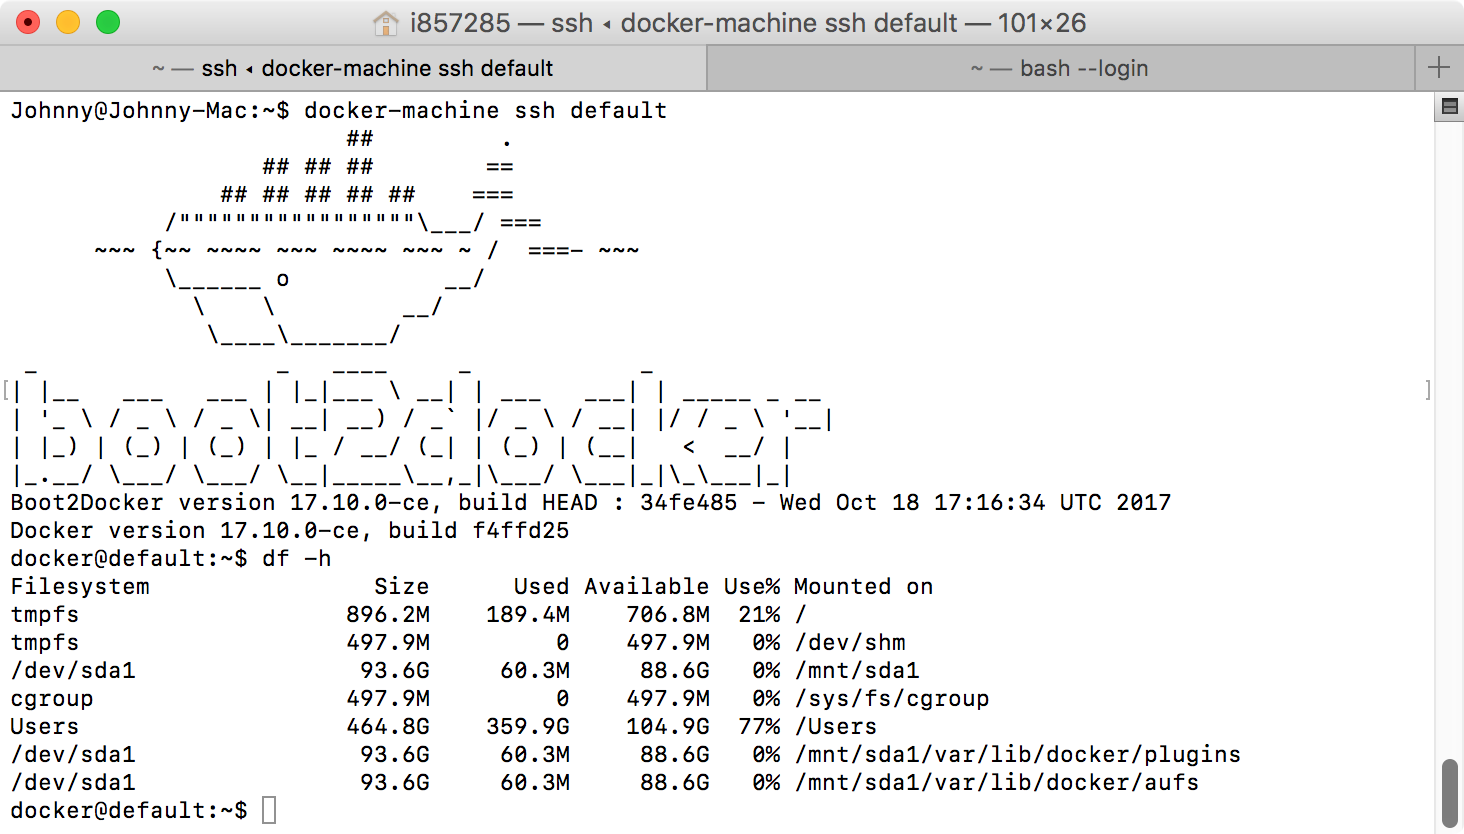 i857285 — ssh ◂ docker-machine ssh default — 101×26
~ — ssh ◂ docker-machine ssh default
~ — bash --login
Johnny@Johnny-Mac:~$ docker-machine ssh default
                        ##         .
                  ## ## ##        ==
               ## ## ## ## ##    ===
           /"""""""""""""""""\___/ ===
      ~~~ {~~ ~~~~ ~~~ ~~~~ ~~~ ~ /  ===- ~~~
           \______ o           __/
             \    \         __/
              \____\_______/
 _                 _   ____     _            _
| |__   ___   ___ | |_|___ \ __| | ___   ___| | _____ _ __
| '_ \ / _ \ / _ \| __| __) / _` |/ _ \ / __| |/ / _ \ '__|
| |_) | (_) | (_) | |_ / __/ (_| | (_) | (__|   <  __/ |
|_.__/ \___/ \___/ \__|_____\__,_|\___/ \___|_|\_\___|_|
Boot2Docker version 17.10.0-ce, build HEAD : 34fe485 - Wed Oct 18 17:16:34 UTC 2017
Docker version 17.10.0-ce, build f4ffd25
docker@default:~$ df -h
Filesystem                Size      Used Available Use% Mounted on
tmpfs                   896.2M    189.4M    706.8M  21% /
tmpfs                   497.9M         0    497.9M   0% /dev/shm
/dev/sda1                93.6G     60.3M     88.6G   0% /mnt/sda1
cgroup                  497.9M         0    497.9M   0% /sys/fs/cgroup
Users                   464.8G    359.9G    104.9G  77% /Users
/dev/sda1                93.6G     60.3M     88.6G   0% /mnt/sda1/var/lib/docker/plugins
/dev/sda1                93.6G     60.3M     88.6G   0% /mnt/sda1/var/lib/docker/aufs
docker@default:~$